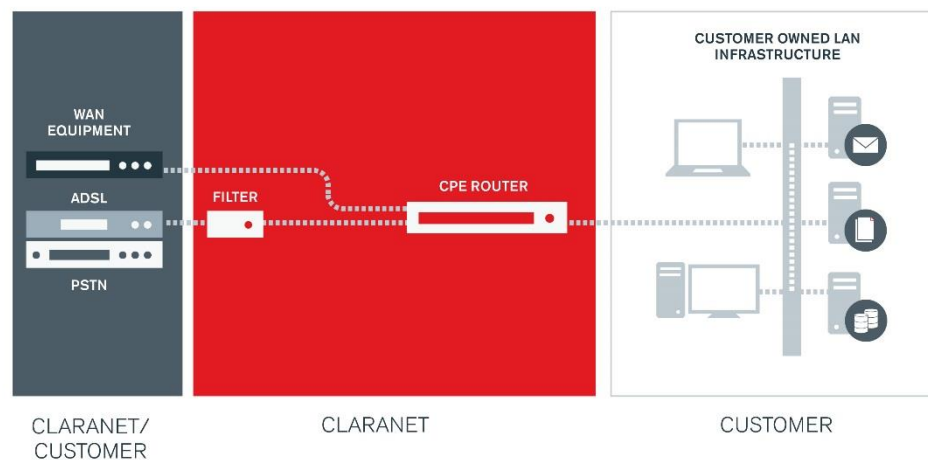 CUSTOMER OWNED LAN
INFRASTRUCTURE
WAN
EQUIPMENT
ADSL
FILTER
CPE ROUTER
PSTN
CLARANET/
CUSTOMER
CLARANET
CUSTOMER